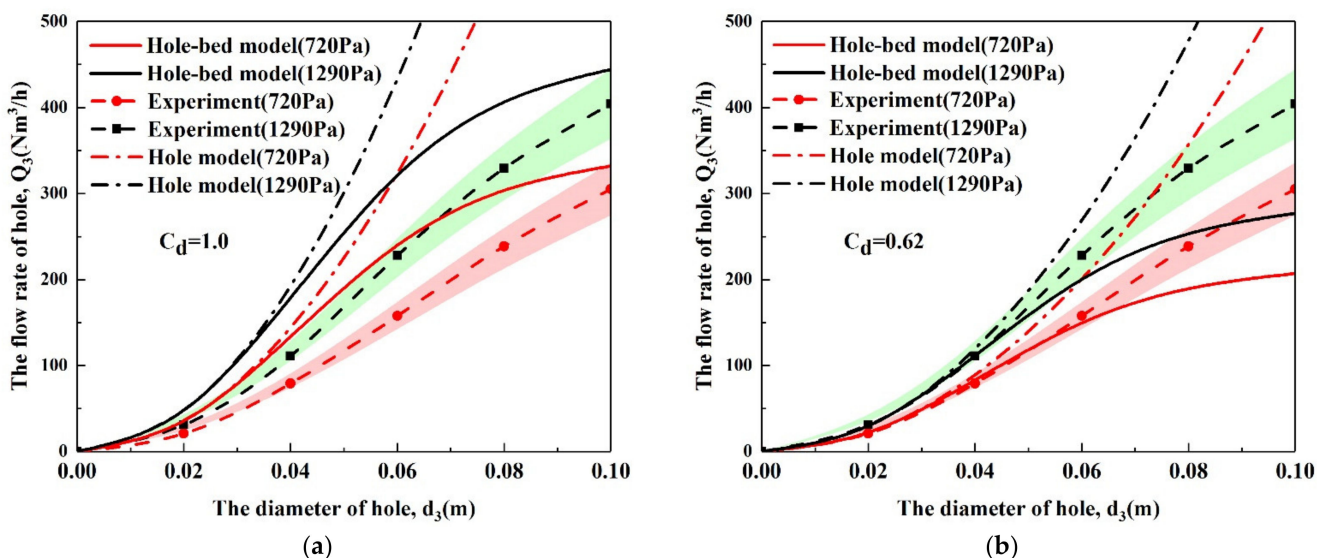 500
400
300
200
100
0
The flow rate of hole, Q3(Nm3/h)
Hole-bed model(720Pa)
Hole-bed model(1290Pa)
Experiment(720Pa)
Experiment(1290Pa)
Hole model(720Pa)
Hole model(1290Pa)
Cd=1.0
0.00 0.02 0.04 0.06 0.08 0.10
The diameter of hole, d3(m)
(a)
500
400
300
200
100
0
The flow rate of hole, Q3(Nm3/h)
Hole-bed model(720Pa)
Hole-bed model(1290Pa)
Experiment(720Pa)
Experiment(1290Pa)
Hole model(720Pa)
Hole model(1290Pa)
Cd=0.62
0.00 0.02 0.04 0.06 0.08 0.10
The diameter of hole, d3(m)
(b)